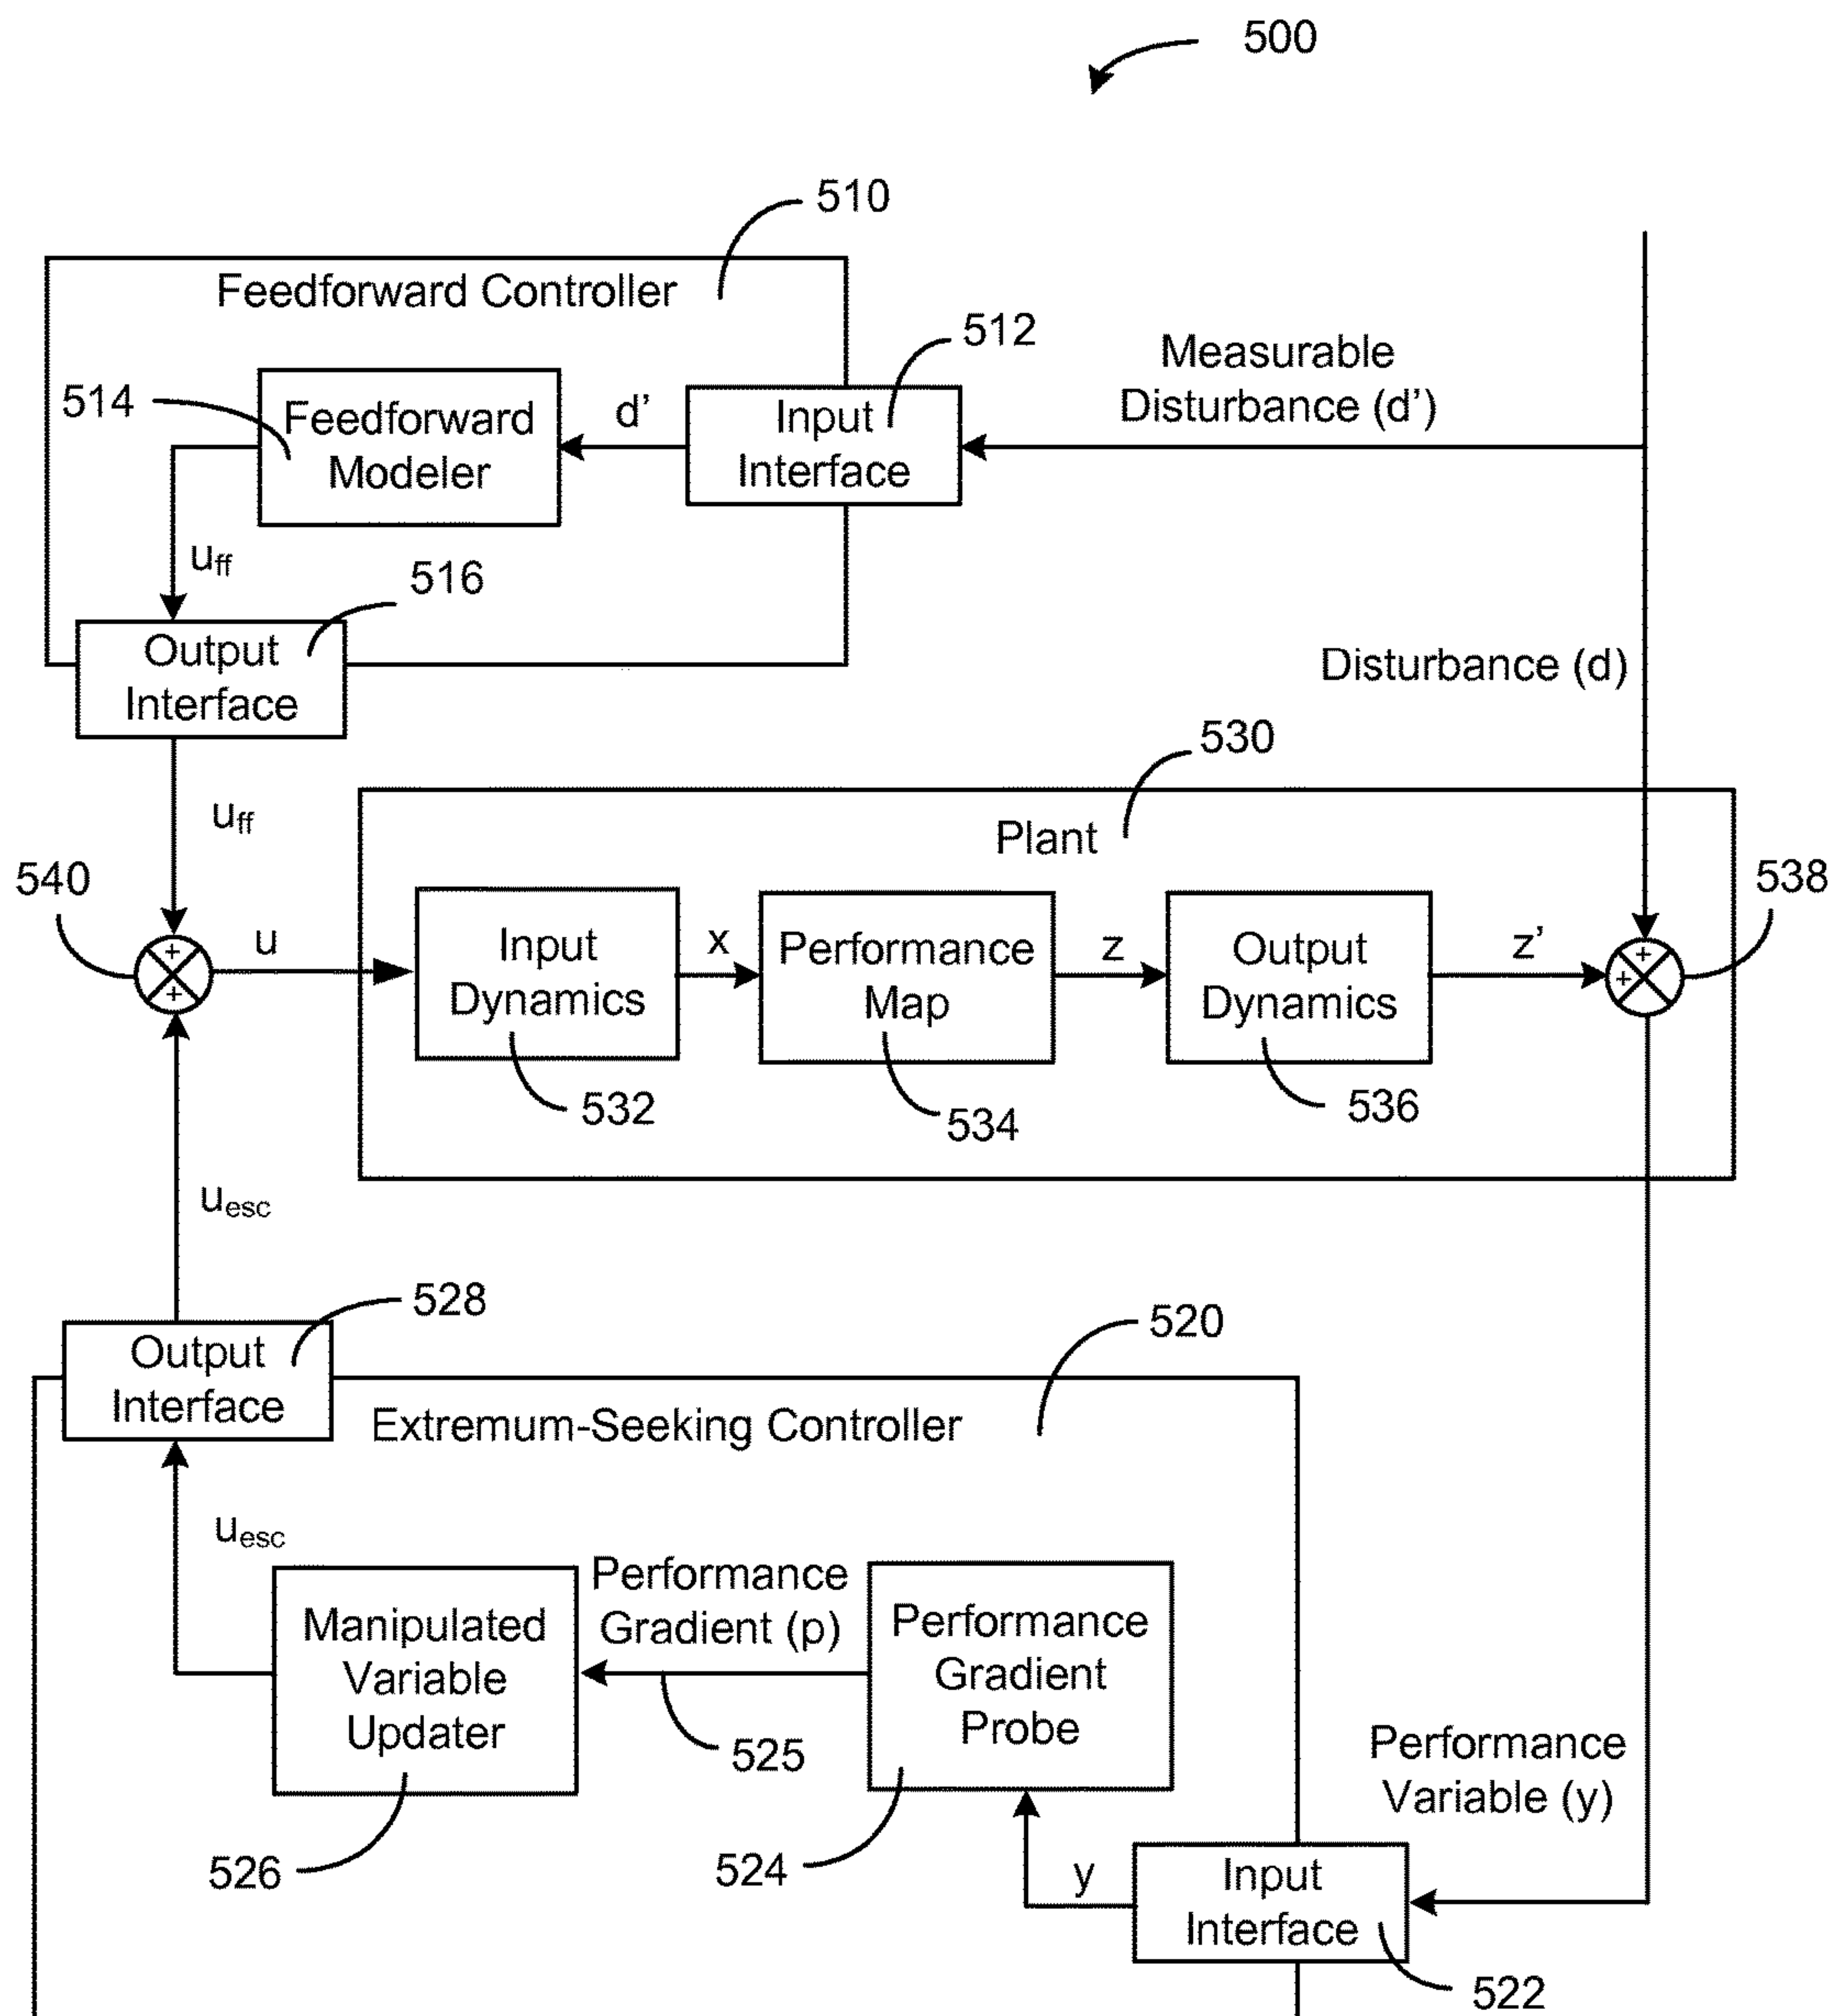 500
510
Feedforward Controller
512
Measurable
Disturbance (d')
514
Feedforward
Modeler
d'
Input
Interface
uff
516
Output
Interface
Disturbance (d)
530
uff
Plant
540
538
+
+
u
Input
Dynamics
x
Performance
Map
z
Output
Dynamics
z'
+
+
532
534
536
uesc
528
520
Output
Interface
Extremum-Seeking Controller
uesc
Performance
Gradient (p)
Manipulated
Variable
Updater
Performance
Gradient
Probe
525
Performance
Variable (y)
526
524
y
Input
Interface
522